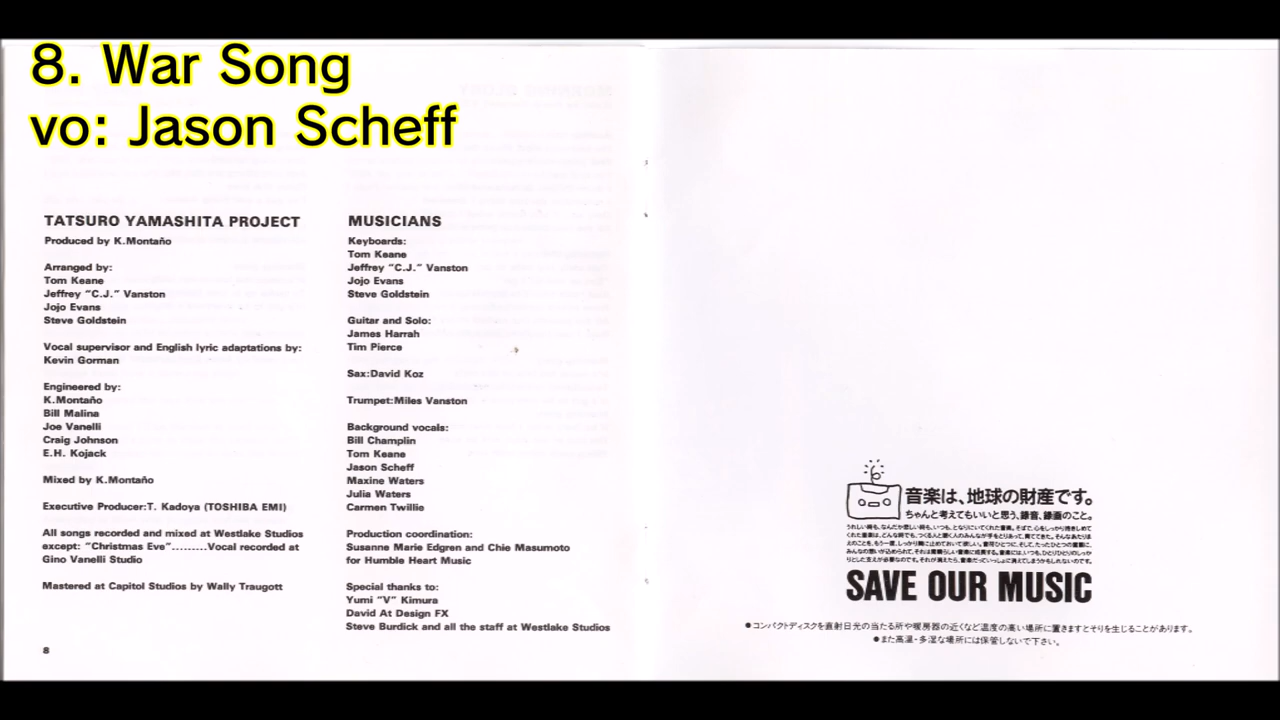 8. War Song
vo: Jason Scheff
TATSURO YAMASHITA PROJECT
Produced by K.Montaño
Arranged by:
Tom Keane
Jeffrey “C.J.” Vanston
Jojo Evans
Steve Goldstein
Vocal supervisor and English lyric adaptations by:
Kevin Gorman
Engineered by:
K.Montaño
Bill Malina
Joe Vanelli
Craig Johnson
E.H. Kojack
Mixed by K.Montaño
Executive Producer:T. Kadoya (TOSHIBA EMI)
All songs recorded and mixed at Westlake Studios
except: “Christmas Eve”.........Vocal recorded at
Gino Vanelli Studio
Mastered at Capitol Studios by Wally Traugott
8
MUSICIANS
Keyboards:
Tom Keane
Jeffrey “C.J.” Vanston
Jojo Evans
Steve Goldstein
Guitar and Solo:
James Harrah
Tim Pierce
Sax:David Koz
Trumpet:Miles Vanston
Background vocals:
Bill Champlin
Tom Keane
Jason Scheff
Maxine Waters
Julia Waters
Carmen Twillie
Production coordination:
Susanne Marie Edgren and Chie Masumoto
for Humble Heart Music
Special thanks to:
Yumi “V” Kimura
David At Design FX
Steve Burdick and all the staff at Westlake Studios
音楽は、地球の財産です。
ちゃんと考えてもいいと思う、録音、録画のこと。
SAVE OUR MUSIC
●コンパクトディスクを直射日光の当たる所や暖房器の近くなど温度の高い場所に置きますとそりを生じることがあります。
●また高温・多湿な場所には保管しないで下さい。